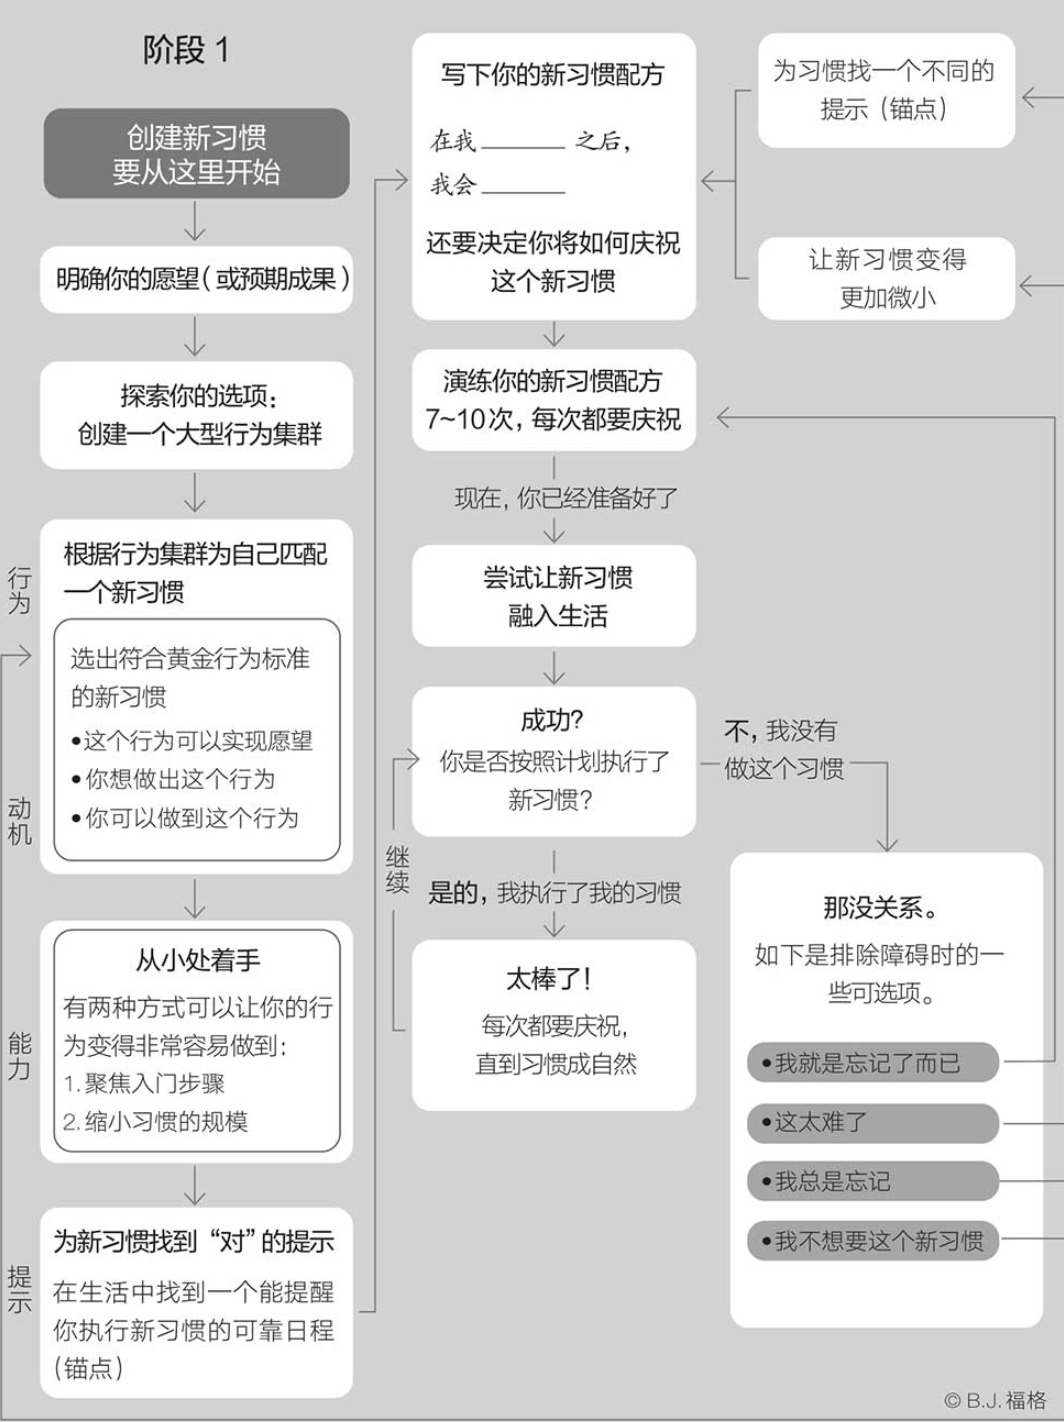 阶段 1
创建新习惯
要从这里开始
明确你的愿望（或预期成果）
探索你的选项：
创建一个大型行为集群
行为
根据行为集群为自己匹配
一个新习惯
选出符合黄金行为标准
的新习惯
•这个行为可以实现愿望
•你想做出这个行为
•你可以做到这个行为
动机
能力
从小处着手
有两种方式可以让你的行
为变得非常容易做到：
1.聚焦入门步骤
2.缩小习惯的规模
提示
为新习惯找到“对”的提示
在生活中找到一个能提醒
你执行新习惯的可靠日程
（锚点）
写下你的新习惯配方
在我______之后，
我会______
还要决定你将如何庆祝
这个新习惯
演练你的新习惯配方
7~10次，每次都要庆祝
现在，你已经准备好了
尝试让新习惯
融入生活
成功？
你是否按照计划执行了
新习惯？
继续
是的，我执行了我的习惯
太棒了！
每次都要庆祝，
直到习惯成自然
为习惯找一个不同的
提示（锚点）
让新习惯变得
更加微小
不，我没有
做这个习惯
那没关系。
如下是排除障碍时的一
些可选项。
•我就是忘记了而已
•这太难了
•我总是忘记
•我不想要这个新习惯
© B.J.福格